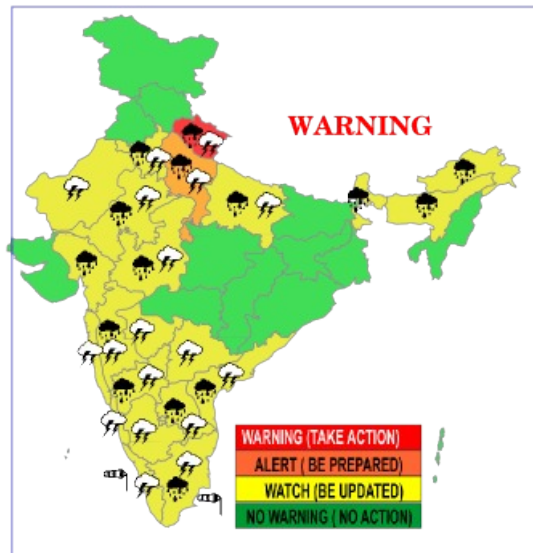 WARNING
WARNING (TAKE ACTION)
ALERT ( BE PREPARED)
WATCH (BE UPDATED)
NO WARNING ( NO ACTION)